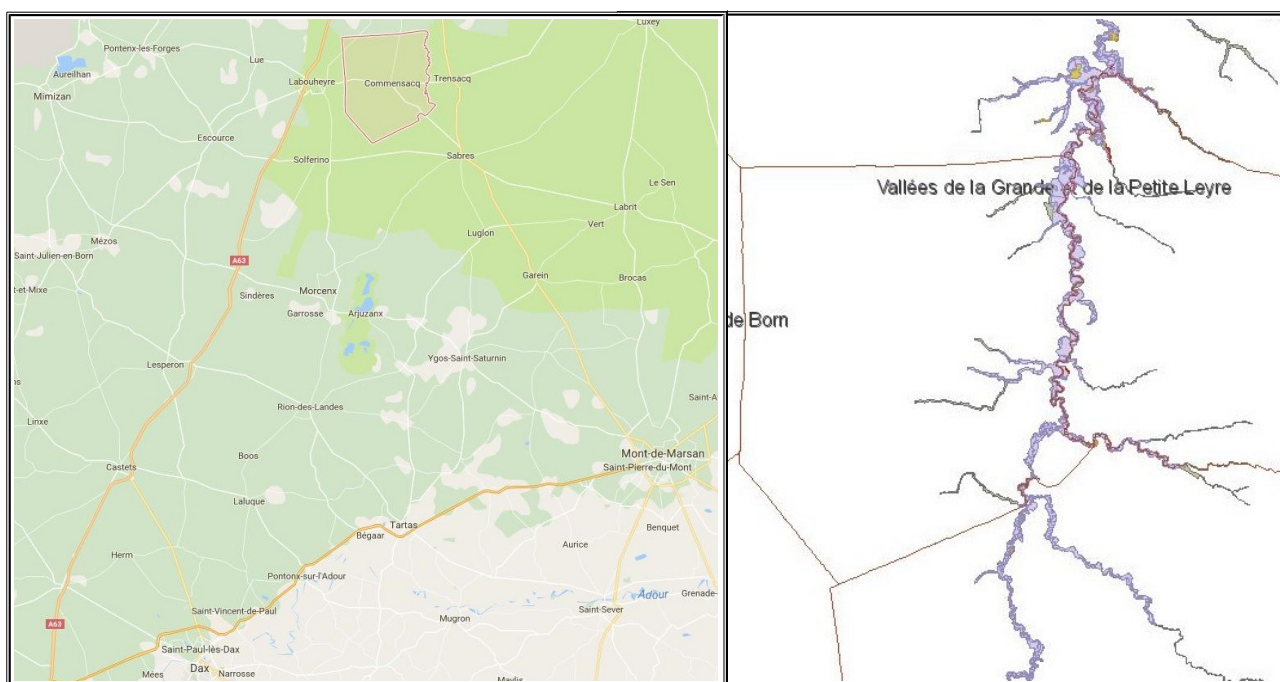 Luxey
Pontenx-les-Forges
Lue
Aureilhan
Labouheyre
Commensacq
Trensacq
Mimizan
Escource
Solferino
Sabres
Le Sen
Labrit
Vert
Luglon
Mézos
Saint-Julien-en-Born
A63
Garein
Brocas
t-et-Mixe
Sindères
Morcenx
Garrosse
Arjuzanx
Ygos-Saint-Saturnin
Lesperon
ns
Rion-des-Landes
Saint-A
Linxe
Boos
Mont-de-Marsan
Saint-Pierre-du-Mont
Castets
Laluque
Tartas
Bégaar
Benquet
Aurice
Herm
Pontonx-sur-l'Adour
Adour
Grenade-
Saint-Vincent-de-Paul
Saint-Sever
Mugron
A63
Saint-Paul-lès-Dax
Dax
Mées
Narrosse
Maylis
Vallées de la Grande et de la Petite Leyre
de Born